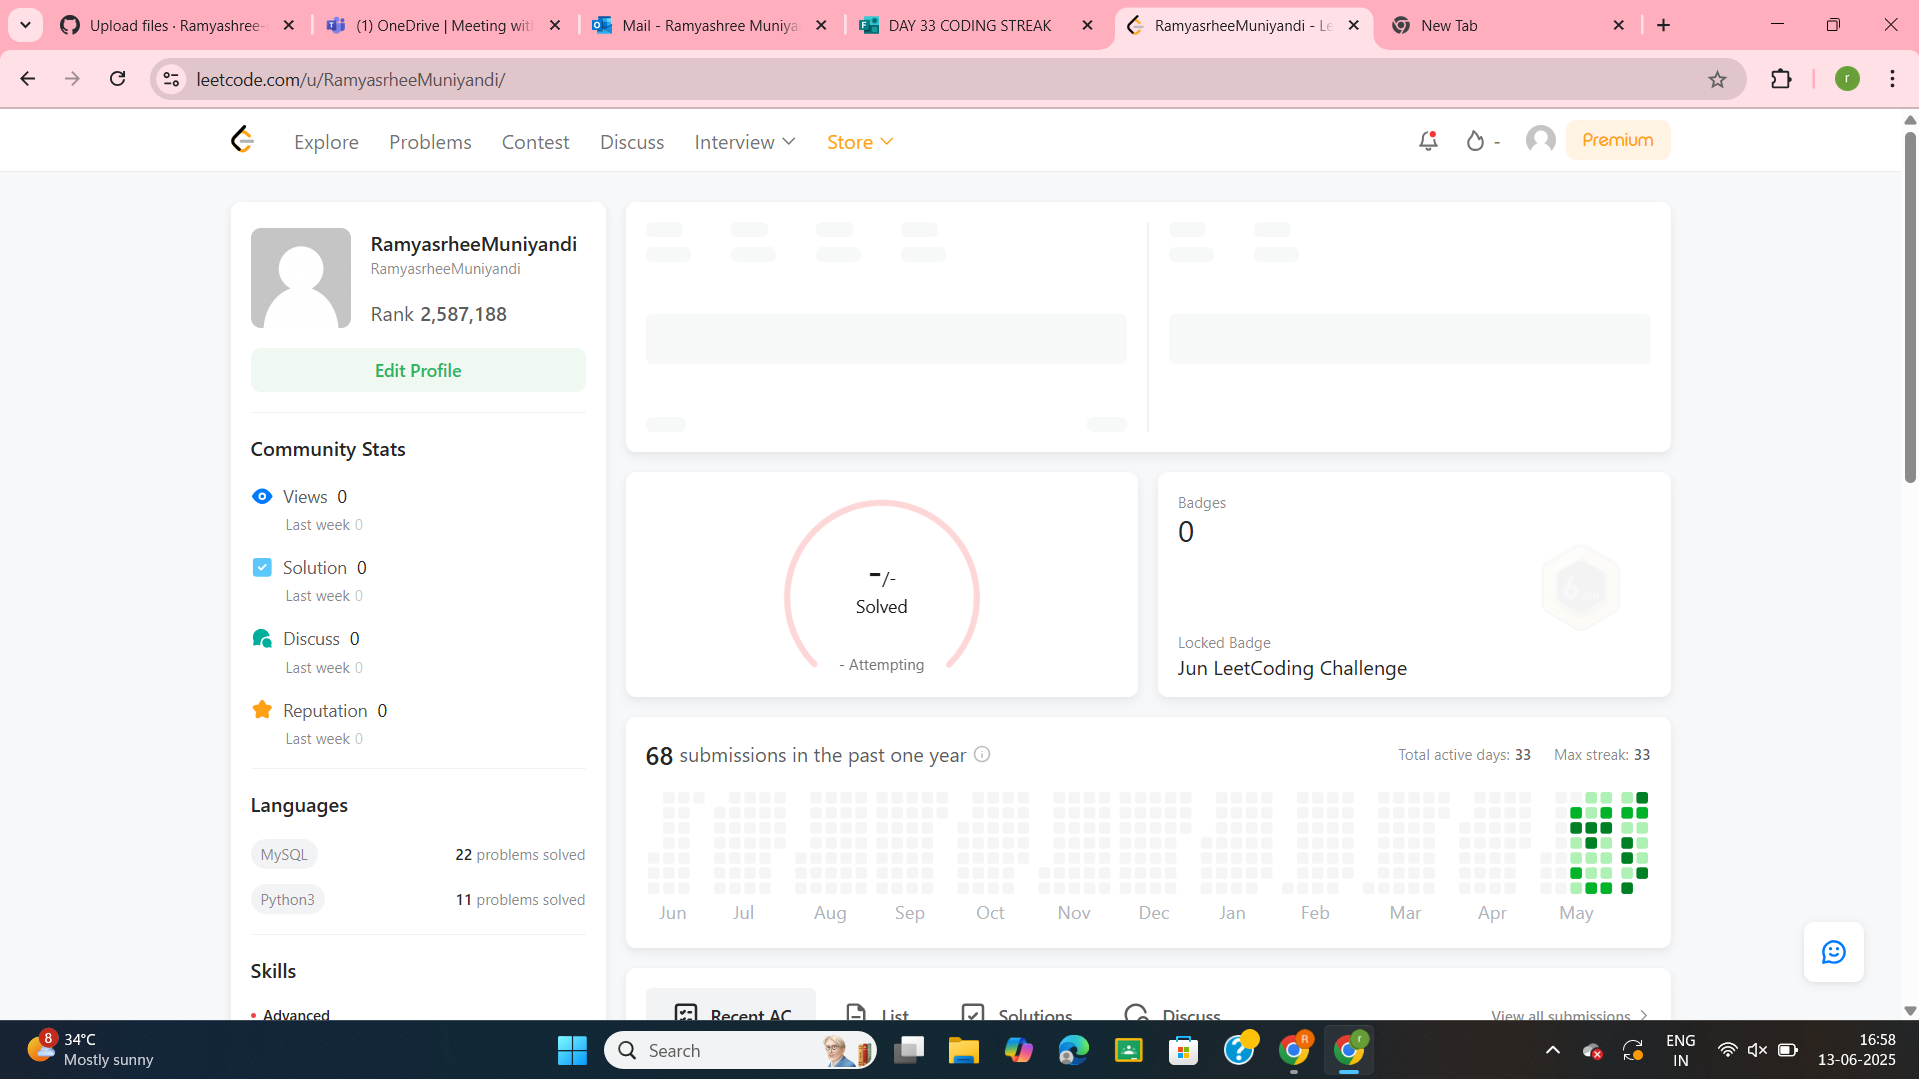 Upload files · Ramyashree-
(1) OneDrive | Meeting with
Mail - Ramyashree Muniya
DAY 33 CODING STREAK
RamyasrheeMuniyandi - Le
New Tab
leetcode.com/u/RamyasrheeMuniyandi/
r
Explore
Problems
Contest
Discuss
Interview
Store
-
Premium
RamyasrheeMuniyandi
RamyasrheeMuniyandi
Rank 2,587,188
Edit Profile
Community Stats
Views 0
Last week 0
Solution 0
Last week 0
Discuss 0
Last week 0
Reputation 0
Last week 0
Languages
MySQL 22 problems solved
Python3 11 problems solved
Skills
Advanced
-/-
Solved
- Attempting
Badges
0
Locked Badge
Jun LeetCoding Challenge
68 submissions in the past one year
Total active days: 33 Max streak: 33
Jun Jul Aug Sep Oct Nov Dec Jan Feb Mar Apr May
Recent AC
List
Solutions
Discuss
View all submissions
8
34°C
Mostly sunny
Search
R
r
ENG
IN
16:58
13-06-2025